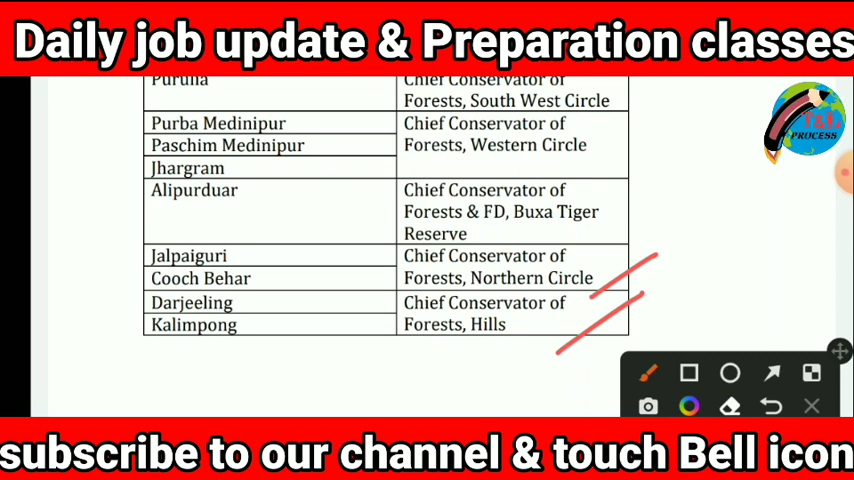 Daily job update & Preparation classes
Purulia
Chief Conservator of
Forests, South West Circle
Purba Medinipur
Paschim Medinipur
Jhargram
Chief Conservator of
Forests, Western Circle
Alipurduar
Chief Conservator of
Forests & FD, Buxa Tiger
Reserve
Jalpaiguri
Cooch Behar
Chief Conservator of
Forests, Northern Circle
Darjeeling
Kalimpong
Chief Conservator of
Forests, Hills
T&L
PROCESS
subscribe to our channel & touch Bell icon